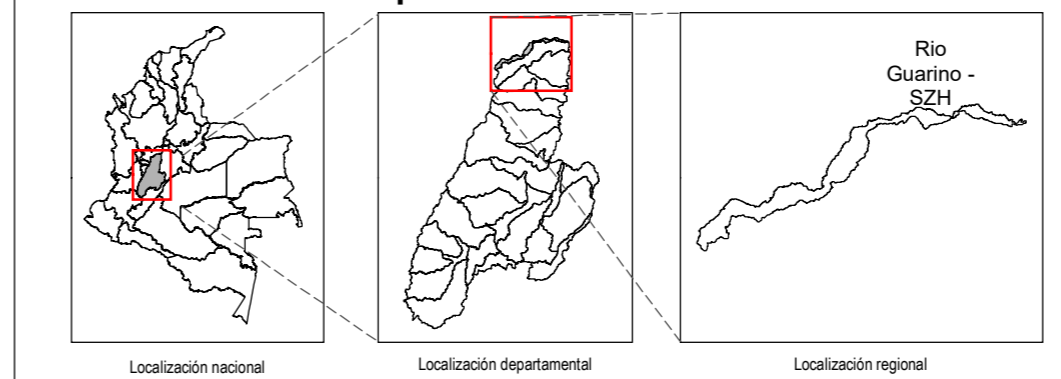 Rio
Guarino -
SZH
Localización nacional
Localización departamental
Localización regional